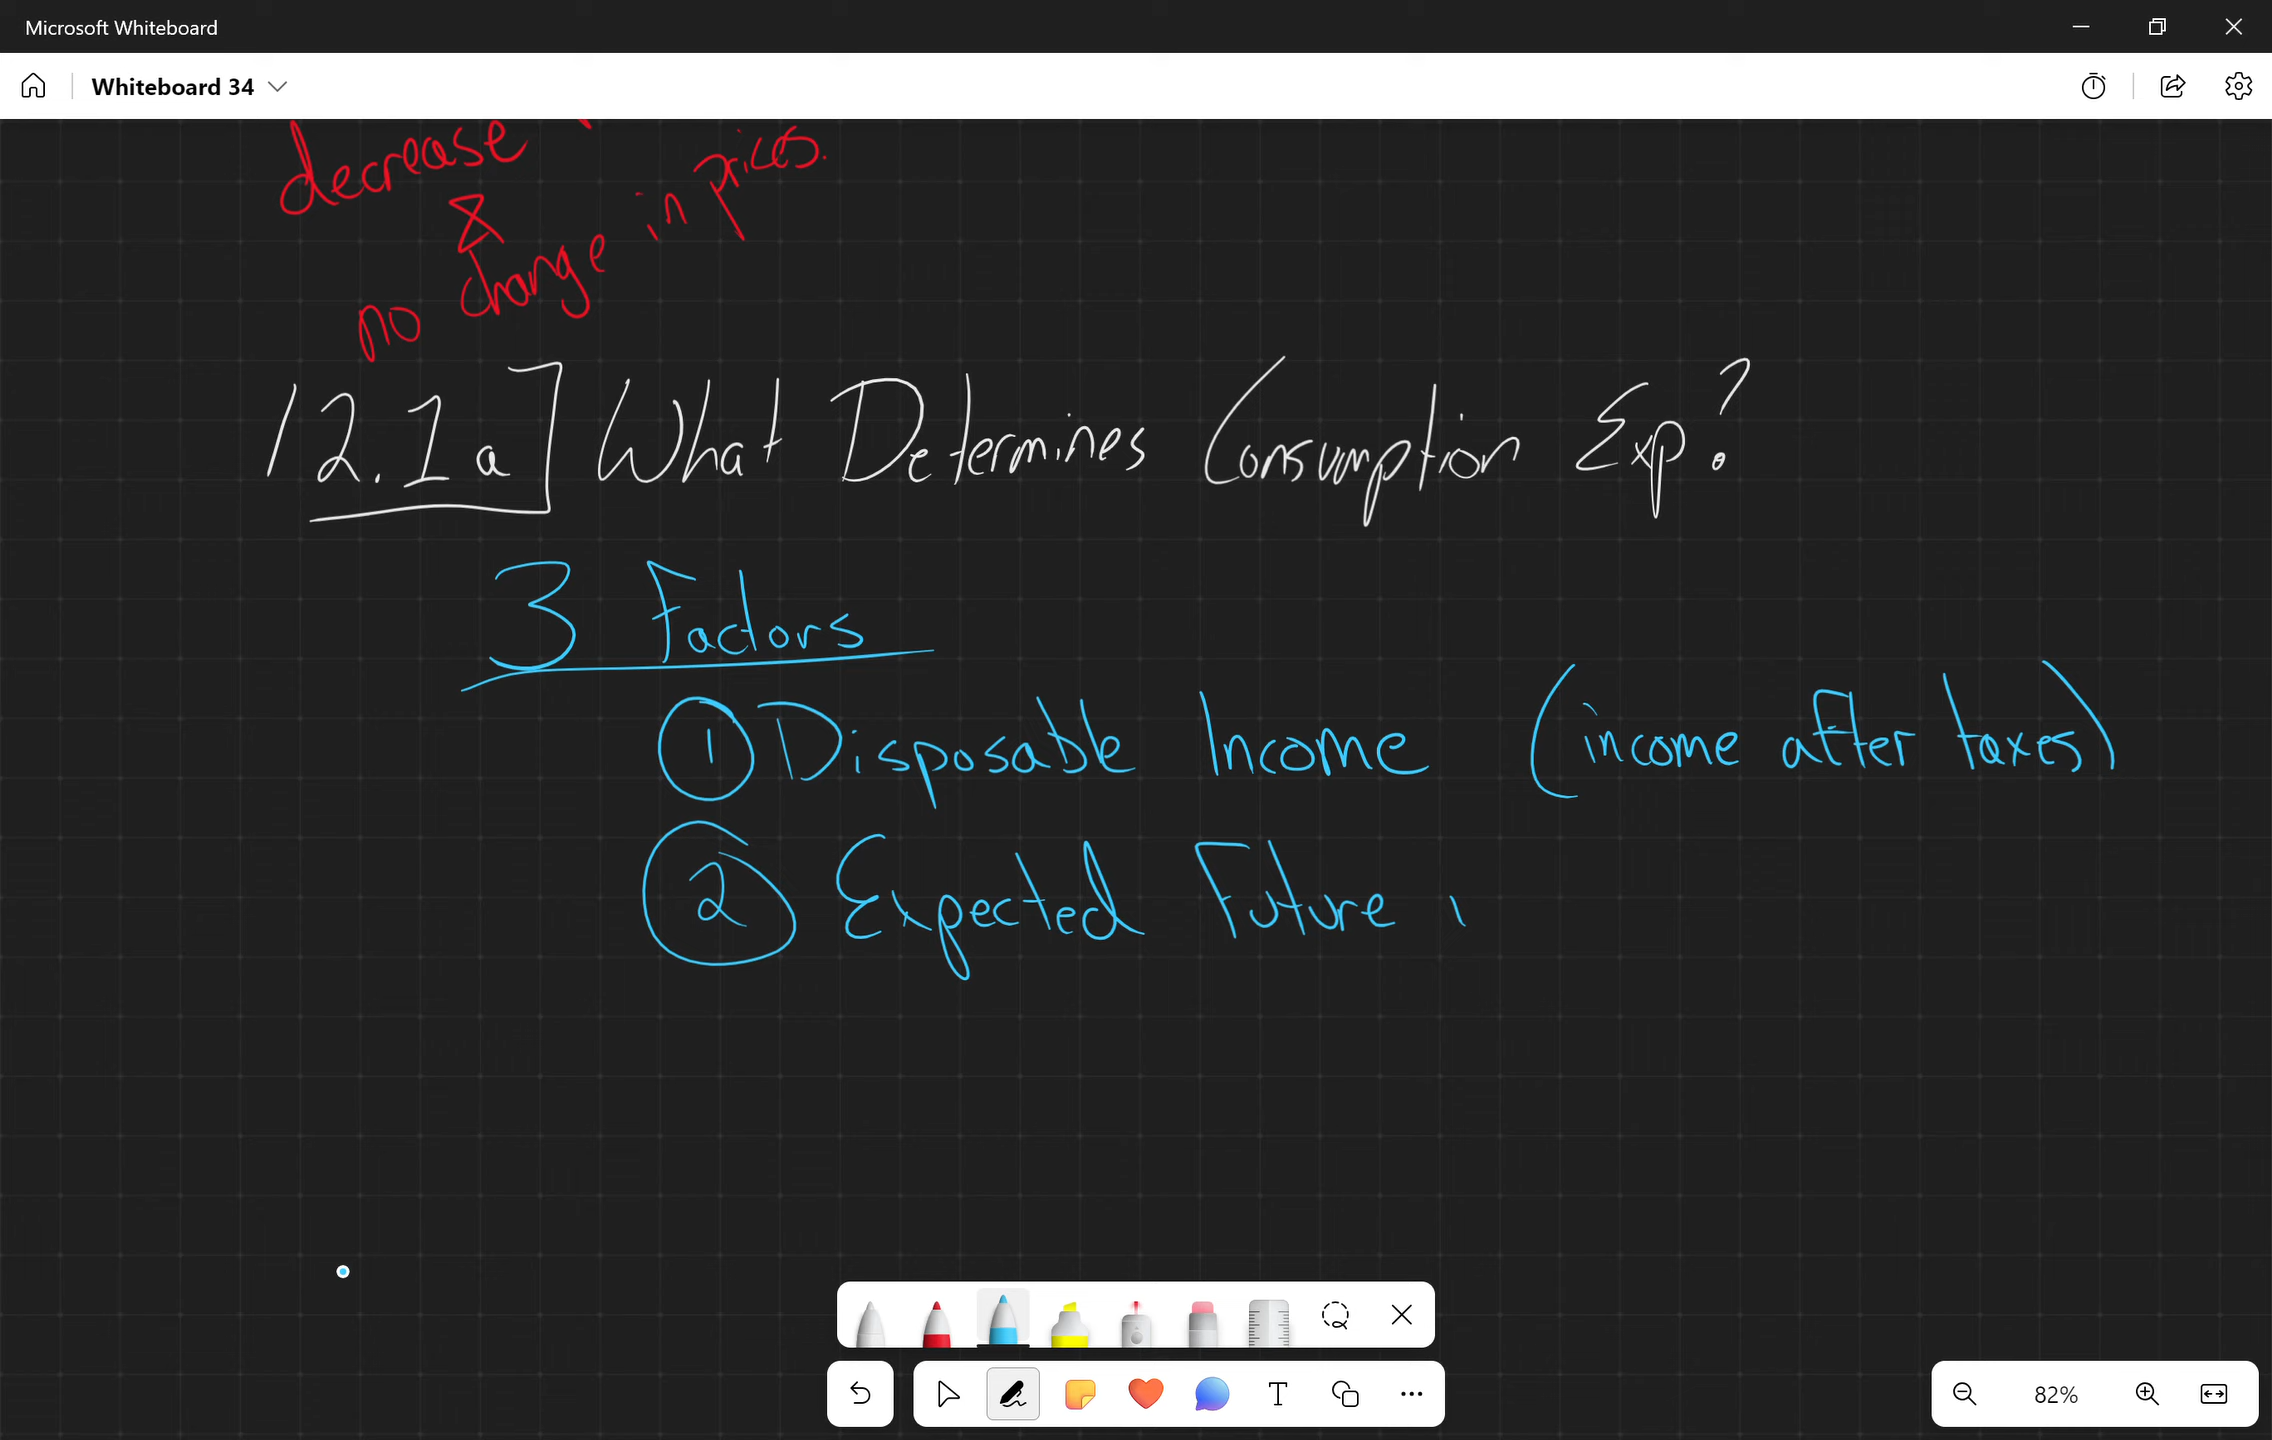 Microsoft Whiteboard
Whiteboard 34
decrease
&
no change in prices.
12.1a] What Determines Consumption Exp?
3 Factors
① Disposable Income (income after taxes)
② Expected Future
T
82%